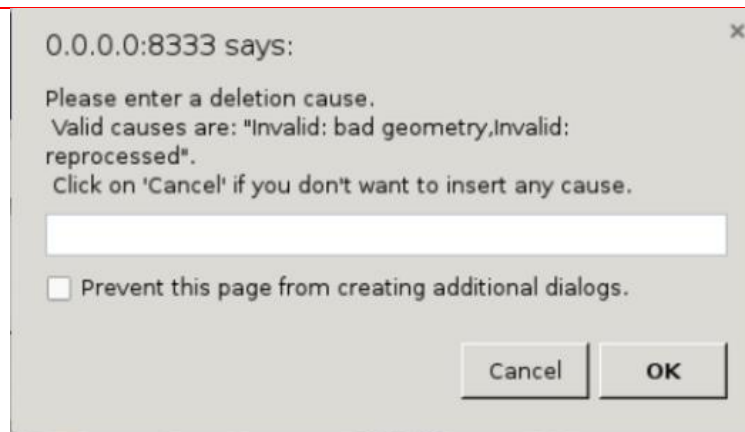 0.0.0.0:8333 says:
Please enter a deletion cause.
Valid causes are: "Invalid: bad geometry,Invalid:
reprocessed".
Click on 'Cancel' if you don't want to insert any cause.
Prevent this page from creating additional dialogs.
Cancel OK